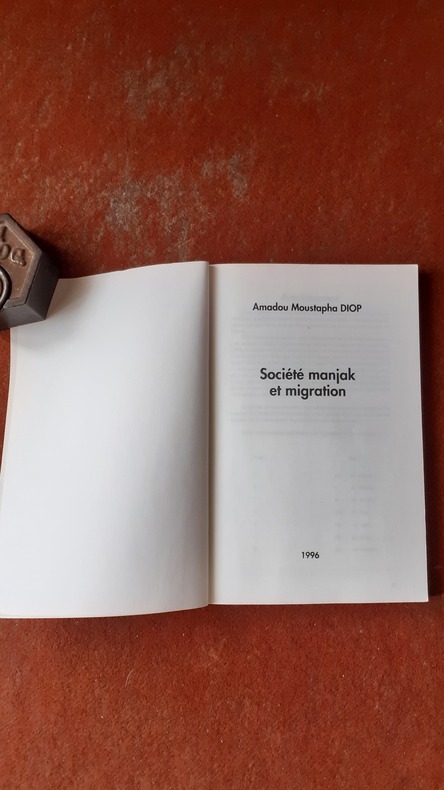 Amadou Moustapha DIOP
Société manjak
et migration
1996